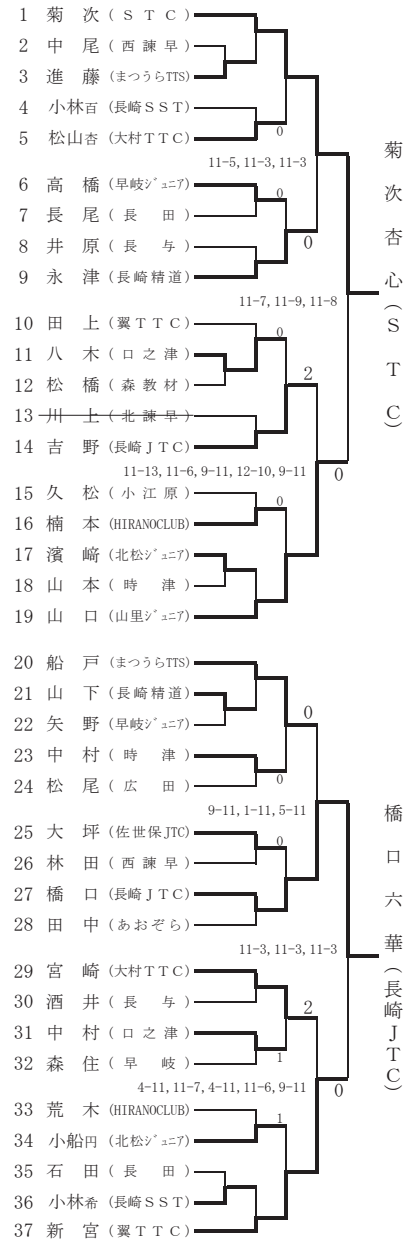 1 菊次 (STC)
2 中尾 (西諫早)
3 進藤 (まつうらTTS)
4 小林百 (長崎SST)
0
5 松山杏 (大村TTC)
11-5, 11-3, 11-3
6 高橋 (早岐ジュニア)
0
7 長尾 (長田)
8 井原 (長与)
0
9 永津 (長崎精道)
11-7, 11-9, 11-8
菊次杏心(STC)
10 田上 (翼TTC)
0
11 八木 (口之津)
12 松橋 (森教材)
2
13 川上 (北諫早)
14 吉野 (長崎JTC)
11-13, 11-6, 9-11, 12-10, 9-11
0
15 久松 (小江原)
0
16 楠本 (HIRANOCLUB)
17 濱﨑 (北松ジュニア)
18 山本 (時津)
19 山口 (山里ジュニア)
20 船戸 (まつうらTTS)
21 山下 (長崎精道)
0
22 矢野 (早岐ジュニア)
23 中村 (時津)
0
24 松尾 (広田)
9-11, 1-11, 5-11
25 大坪 (佐世保JTC)
0
26 林田 (西諫早)
27 橋口 (長崎JTC)
28 田中 (あおぞら)
11-3, 11-3, 11-3
橋口六華(長崎JTC)
29 宮崎 (大村TTC)
30 酒井 (長与)
2
31 中村 (口之津)
1
32 森住 (早岐)
4-11, 11-7, 4-11, 11-6, 9-11
0
33 荒木 (HIRANOCLUB)
1
34 小船円 (北松ジュニア)
35 石田 (長田)
36 小林希 (長崎SST)
37 新宮 (翼TTC)